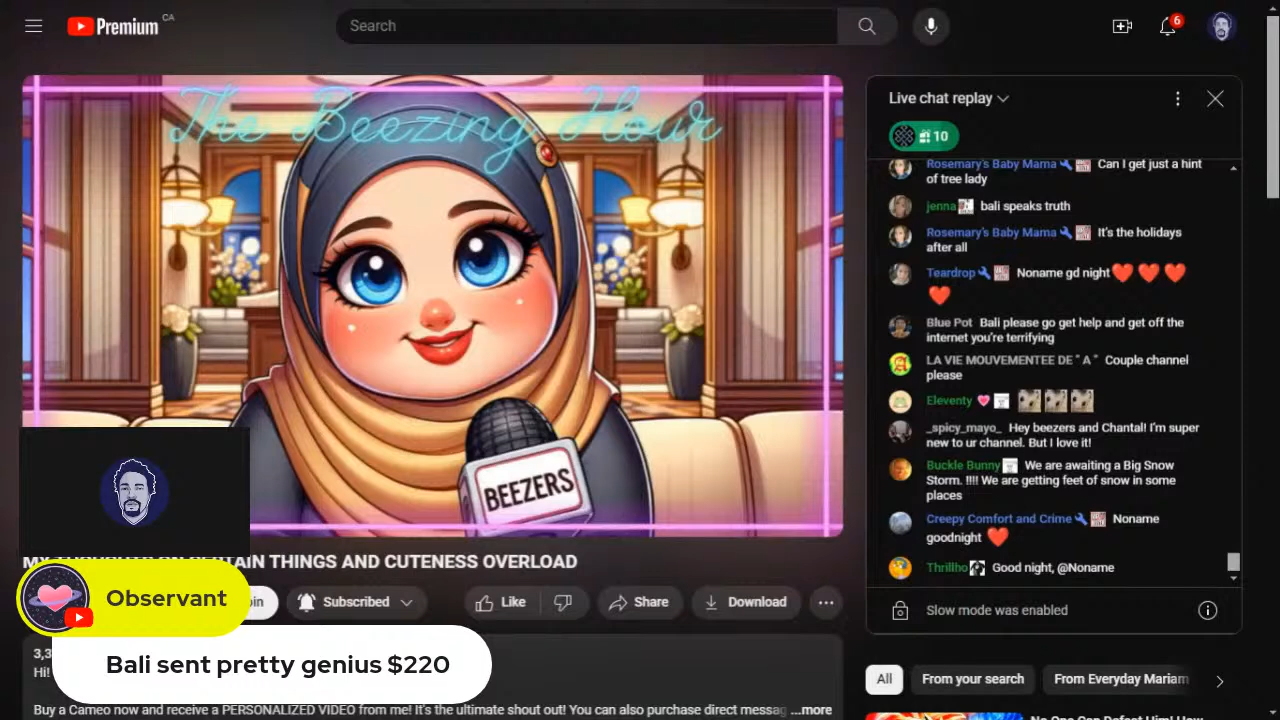 Premium CA
Search
6
The Beezing Hour
BEEZERS
Live chat replay
10
Rosemary's Baby Mama Can I get just a hint
of tree lady
jenna bali speaks truth
Rosemary's Baby Mama It's the holidays
after all
Teardrop Noname gd night
Blue Pot Bali please go get help and get off the
internet you're terrifying
LA VIE MOUVEMENTEE DE " A " Couple channel
please
Eleventy
_spicy_mayo_ Hey beezers and Chantal! I'm super
new to ur channel. But I love it!
Buckle Bunny We are awaiting a Big Snow
Storm. !!!! We are getting feet of snow in some
places
Creepy Comfort and Crime Noname
goodnight
Thrillho Good night, @Noname
Slow mode was enabled
THINGS AND CUTENESS OVERLOAD
Subscribed
Like
Share
Download
Observant
Bali sent pretty genius $220
3,3
Hi!
Buy a Cameo now and receive a PERSONALIZED VIDEO from me! It's the ultimate shout out! You can also purchase direct messag ...more
All
From your search
From Everyday Mariam